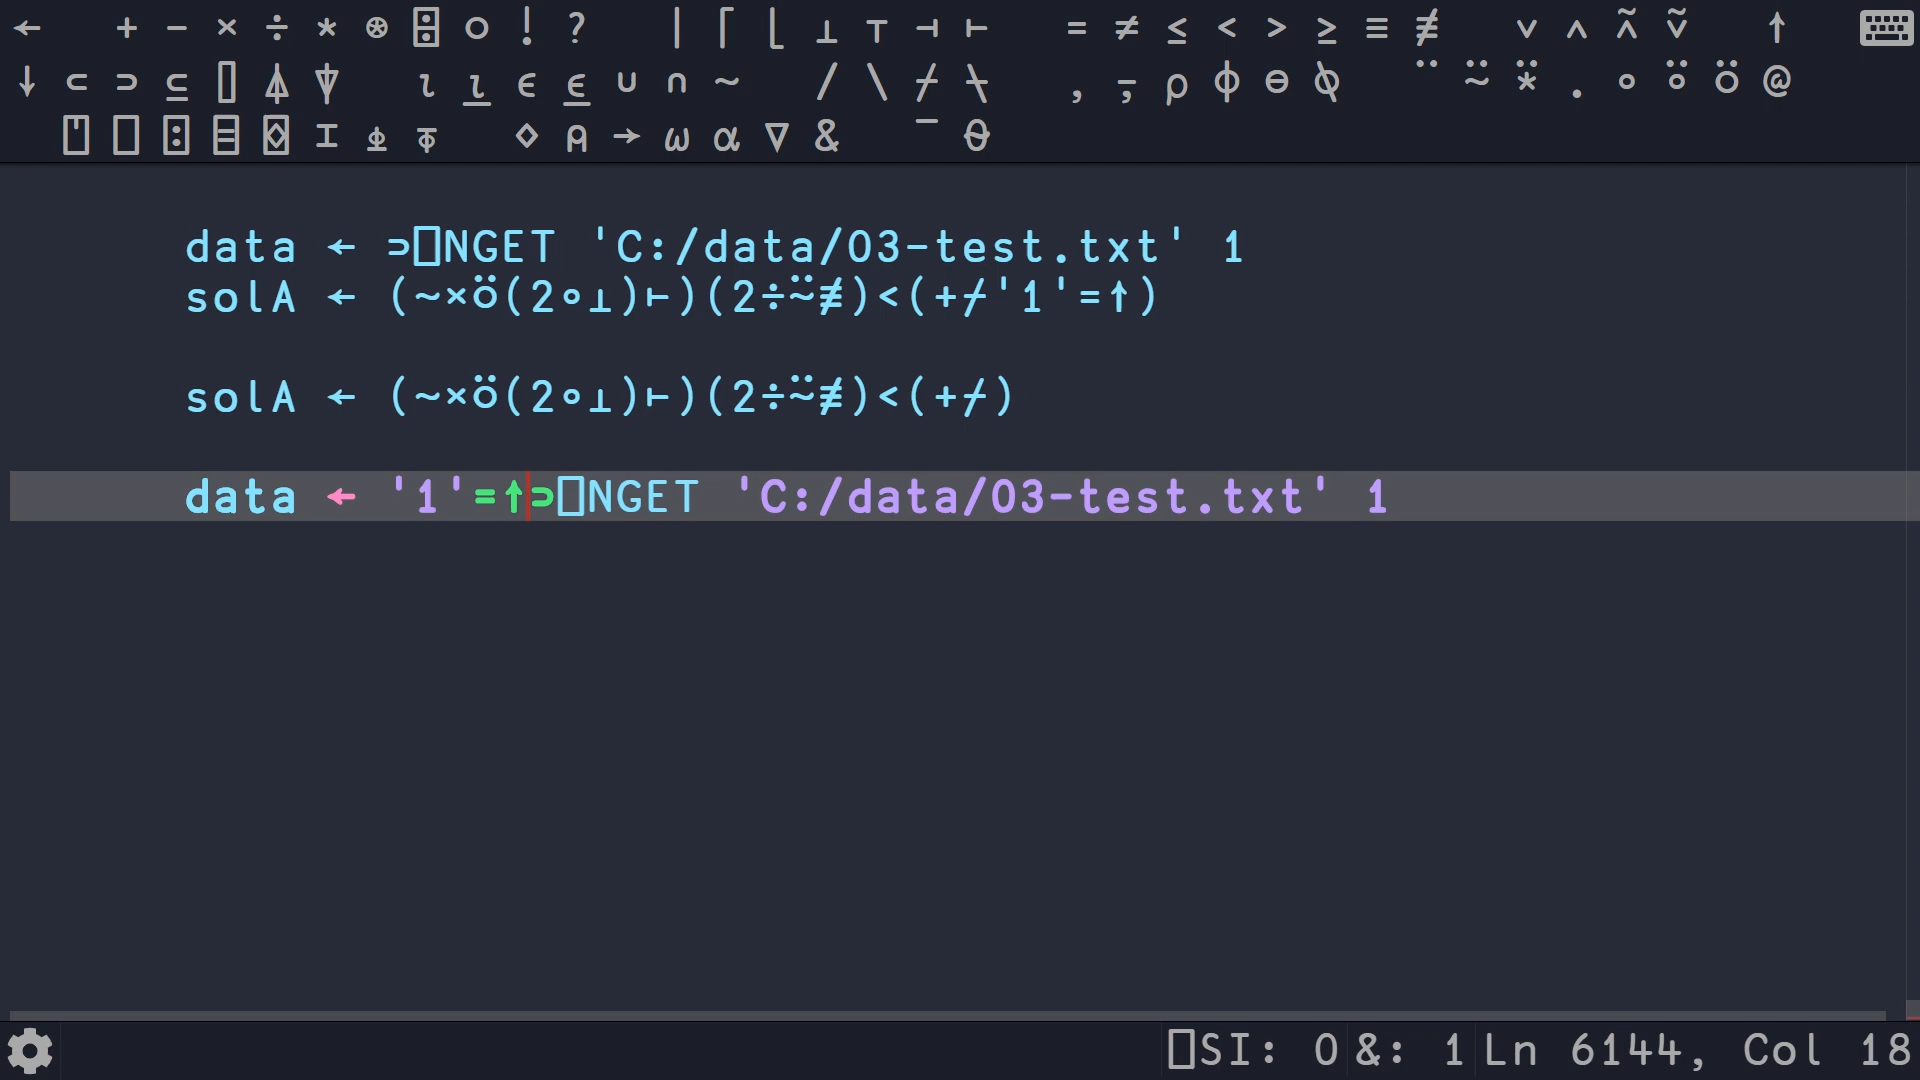 ← + - × ÷ * ⍟ ⌹ ○ ! ? | ⌈ ⌊ ⊥ ⊤ ⊣ ⊢ = ≠ ≤ < > ≥ ≡ ≢ ∨ ∧ ⍲ ⍱ ↑
↓ ⊂ ⊃ ⊆ ⌷ ⍋ ⍒ ⍳ ⍸ ∊ ⍷ ∪ ∩ ~ / \ ⌿ ⍀ , ⍪ ⍴ ⌽ ⊖ ⍉ ¨ ⍨ ⍣ . ∘ ⍤ ⍥ @
⍞ ⎕ ⍠ ⌸ ⌺ ⌶ ⍎ ⍕ ⋄ ⍝ → ⍵ ⍺ ∇ & ¯ ⍬
data ← ⊃⎕NGET 'C:/data/03-test.txt' 1
solA ← (~×⍥(2∘⊥)⊢)(2÷⍨≢)<(+⌿'1'=↑)
solA ← (~×⍥(2∘⊥)⊢)(2÷⍨≢)<(+⌿)
data ← '1'=↑⊃⎕NGET 'C:/data/03-test.txt' 1
⎕SI: 0 &: 1 Ln 6144, Col 18